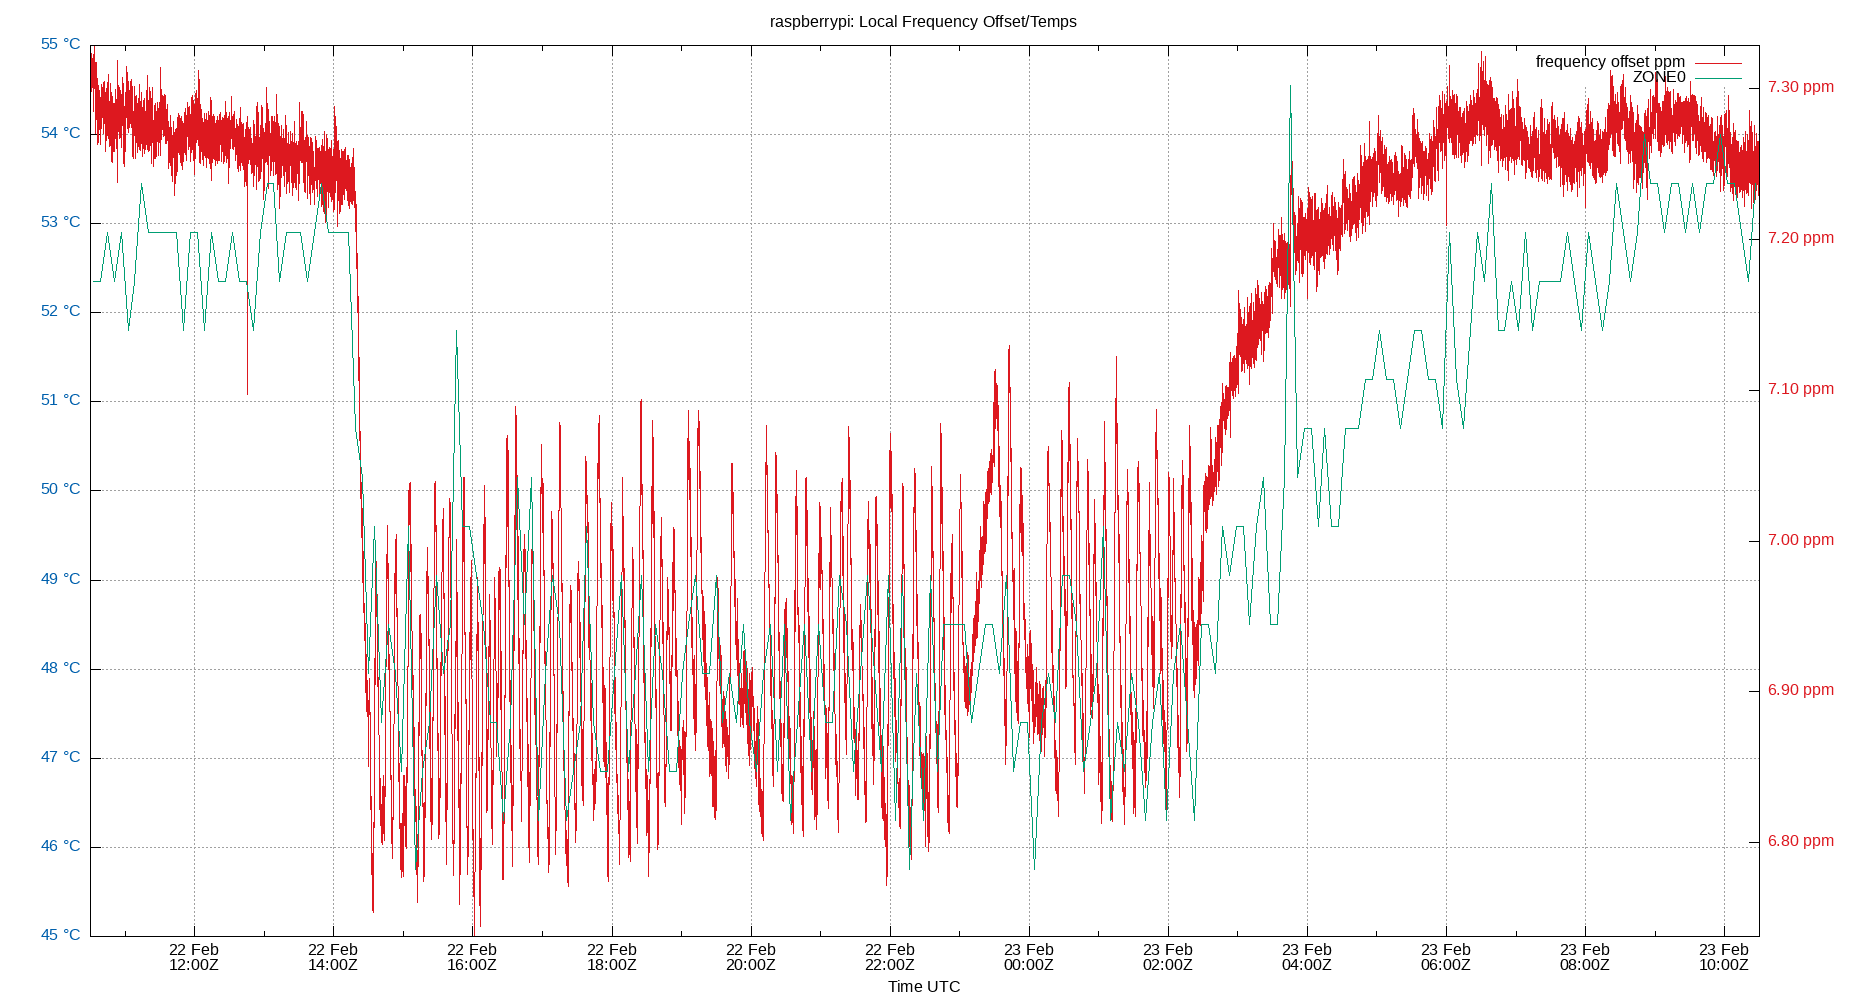 raspberrypi: Local Frequency Offset/Temps
55 °C
54 °C
53 °C
52 °C
51 °C
50 °C
49 °C
48 °C
47 °C
46 °C
45 °C
frequency offset ppm
ZONE0
7.30 ppm
7.20 ppm
7.10 ppm
7.00 ppm
6.90 ppm
6.80 ppm
22 Feb
12:00Z
22 Feb
14:00Z
22 Feb
16:00Z
22 Feb
18:00Z
22 Feb
20:00Z
22 Feb
22:00Z
23 Feb
00:00Z
23 Feb
02:00Z
23 Feb
04:00Z
23 Feb
06:00Z
23 Feb
08:00Z
23 Feb
10:00Z
Time UTC